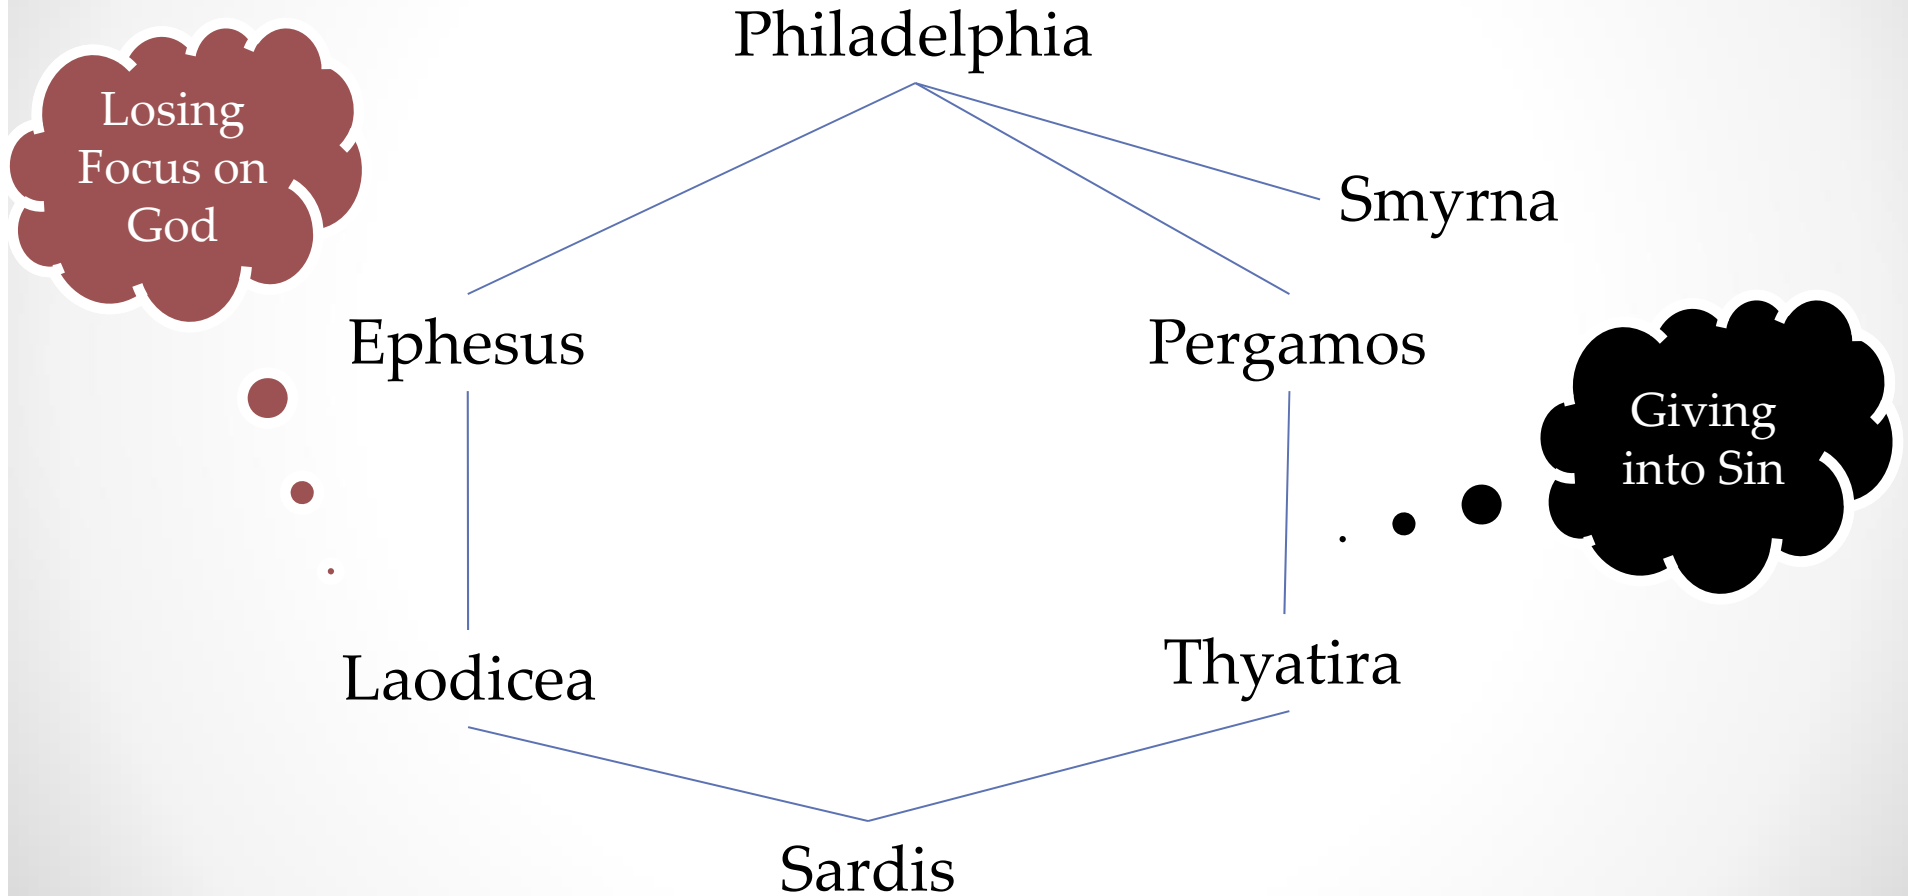 Philadelphia
Losing
Focus on
God
Smyrna
Ephesus
Pergamos
Giving
into Sin
Laodicea
Thyatira
Sardis